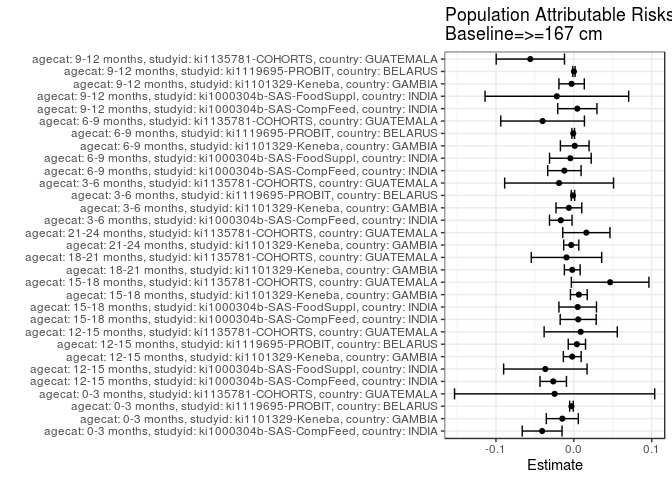 Population Attributable Risks
Baseline=>=167 cm
agecat: 9-12 months, studyid: ki1135781-COHORTS, country: GUATEMALA
agecat: 9-12 months, studyid: ki1119695-PROBIT, country: BELARUS
agecat: 9-12 months, studyid: ki1101329-Keneba, country: GAMBIA
agecat: 9-12 months, studyid: ki1000304b-SAS-FoodSuppl, country: INDIA
agecat: 9-12 months, studyid: ki1000304b-SAS-CompFeed, country: INDIA
agecat: 6-9 months, studyid: ki1135781-COHORTS, country: GUATEMALA
agecat: 6-9 months, studyid: ki1119695-PROBIT, country: BELARUS
agecat: 6-9 months, studyid: ki1101329-Keneba, country: GAMBIA
agecat: 6-9 months, studyid: ki1000304b-SAS-FoodSuppl, country: INDIA
agecat: 6-9 months, studyid: ki1000304b-SAS-CompFeed, country: INDIA
agecat: 3-6 months, studyid: ki1135781-COHORTS, country: GUATEMALA
agecat: 3-6 months, studyid: ki1119695-PROBIT, country: BELARUS
agecat: 3-6 months, studyid: ki1101329-Keneba, country: GAMBIA
agecat: 3-6 months, studyid: ki1000304b-SAS-CompFeed, country: INDIA
agecat: 21-24 months, studyid: ki1135781-COHORTS, country: GUATEMALA
agecat: 21-24 months, studyid: ki1101329-Keneba, country: GAMBIA
agecat: 18-21 months, studyid: ki1135781-COHORTS, country: GUATEMALA
agecat: 18-21 months, studyid: ki1101329-Keneba, country: GAMBIA
agecat: 15-18 months, studyid: ki1135781-COHORTS, country: GUATEMALA
agecat: 15-18 months, studyid: ki1101329-Keneba, country: GAMBIA
agecat: 15-18 months, studyid: ki1000304b-SAS-FoodSuppl, country: INDIA
agecat: 15-18 months, studyid: ki1000304b-SAS-CompFeed, country: INDIA
agecat: 12-15 months, studyid: ki1135781-COHORTS, country: GUATEMALA
agecat: 12-15 months, studyid: ki1119695-PROBIT, country: BELARUS
agecat: 12-15 months, studyid: ki1101329-Keneba, country: GAMBIA
agecat: 12-15 months, studyid: ki1000304b-SAS-FoodSuppl, country: INDIA
agecat: 12-15 months, studyid: ki1000304b-SAS-CompFeed, country: INDIA
agecat: 0-3 months, studyid: ki1135781-COHORTS, country: GUATEMALA
agecat: 0-3 months, studyid: ki1119695-PROBIT, country: BELARUS
agecat: 0-3 months, studyid: ki1101329-Keneba, country: GAMBIA
agecat: 0-3 months, studyid: ki1000304b-SAS-CompFeed, country: INDIA
-0.1 0.0 0.1
Estimate